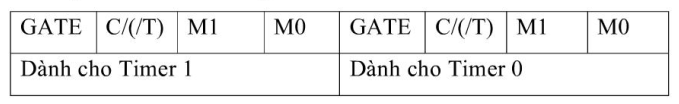 GATE C/(/T) M1 M0 GATE C/(/T) M1 M0
Dành cho Timer 1 Dành cho Timer 0